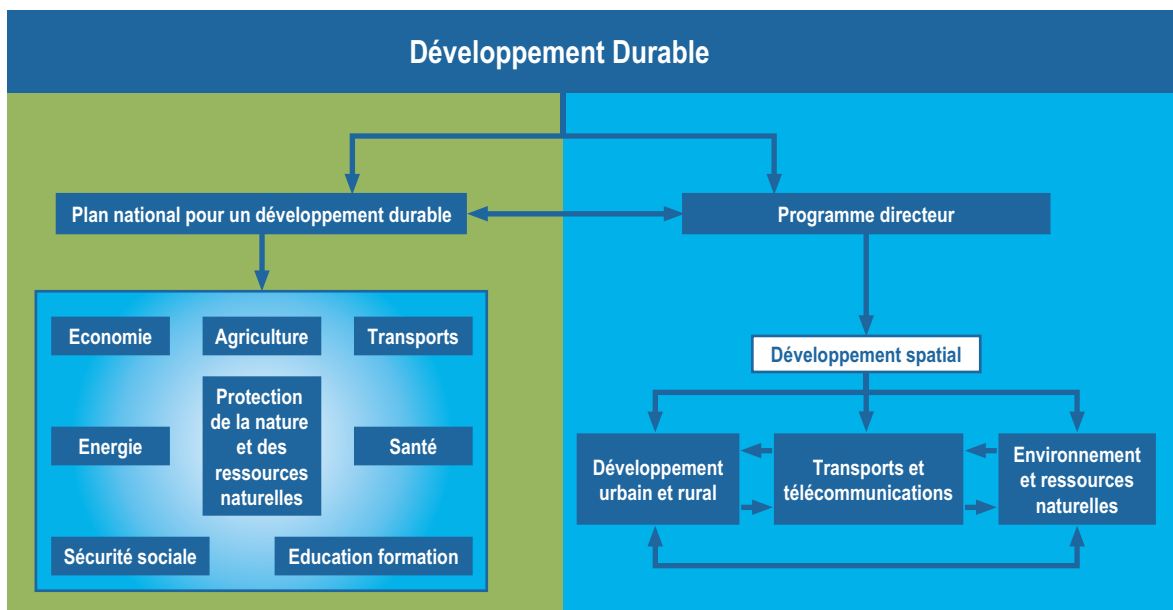 Développement Durable
Plan national pour un développement durable
Programme directeur
Economie
Agriculture
Transports
Protection
de la nature
et des
ressources
naturelles
Energie
Santé
Sécurité sociale
Education formation
Développement spatial
Développement
urbain et rural
Transports et
télécommunications
Environnement
et ressources
naturelles